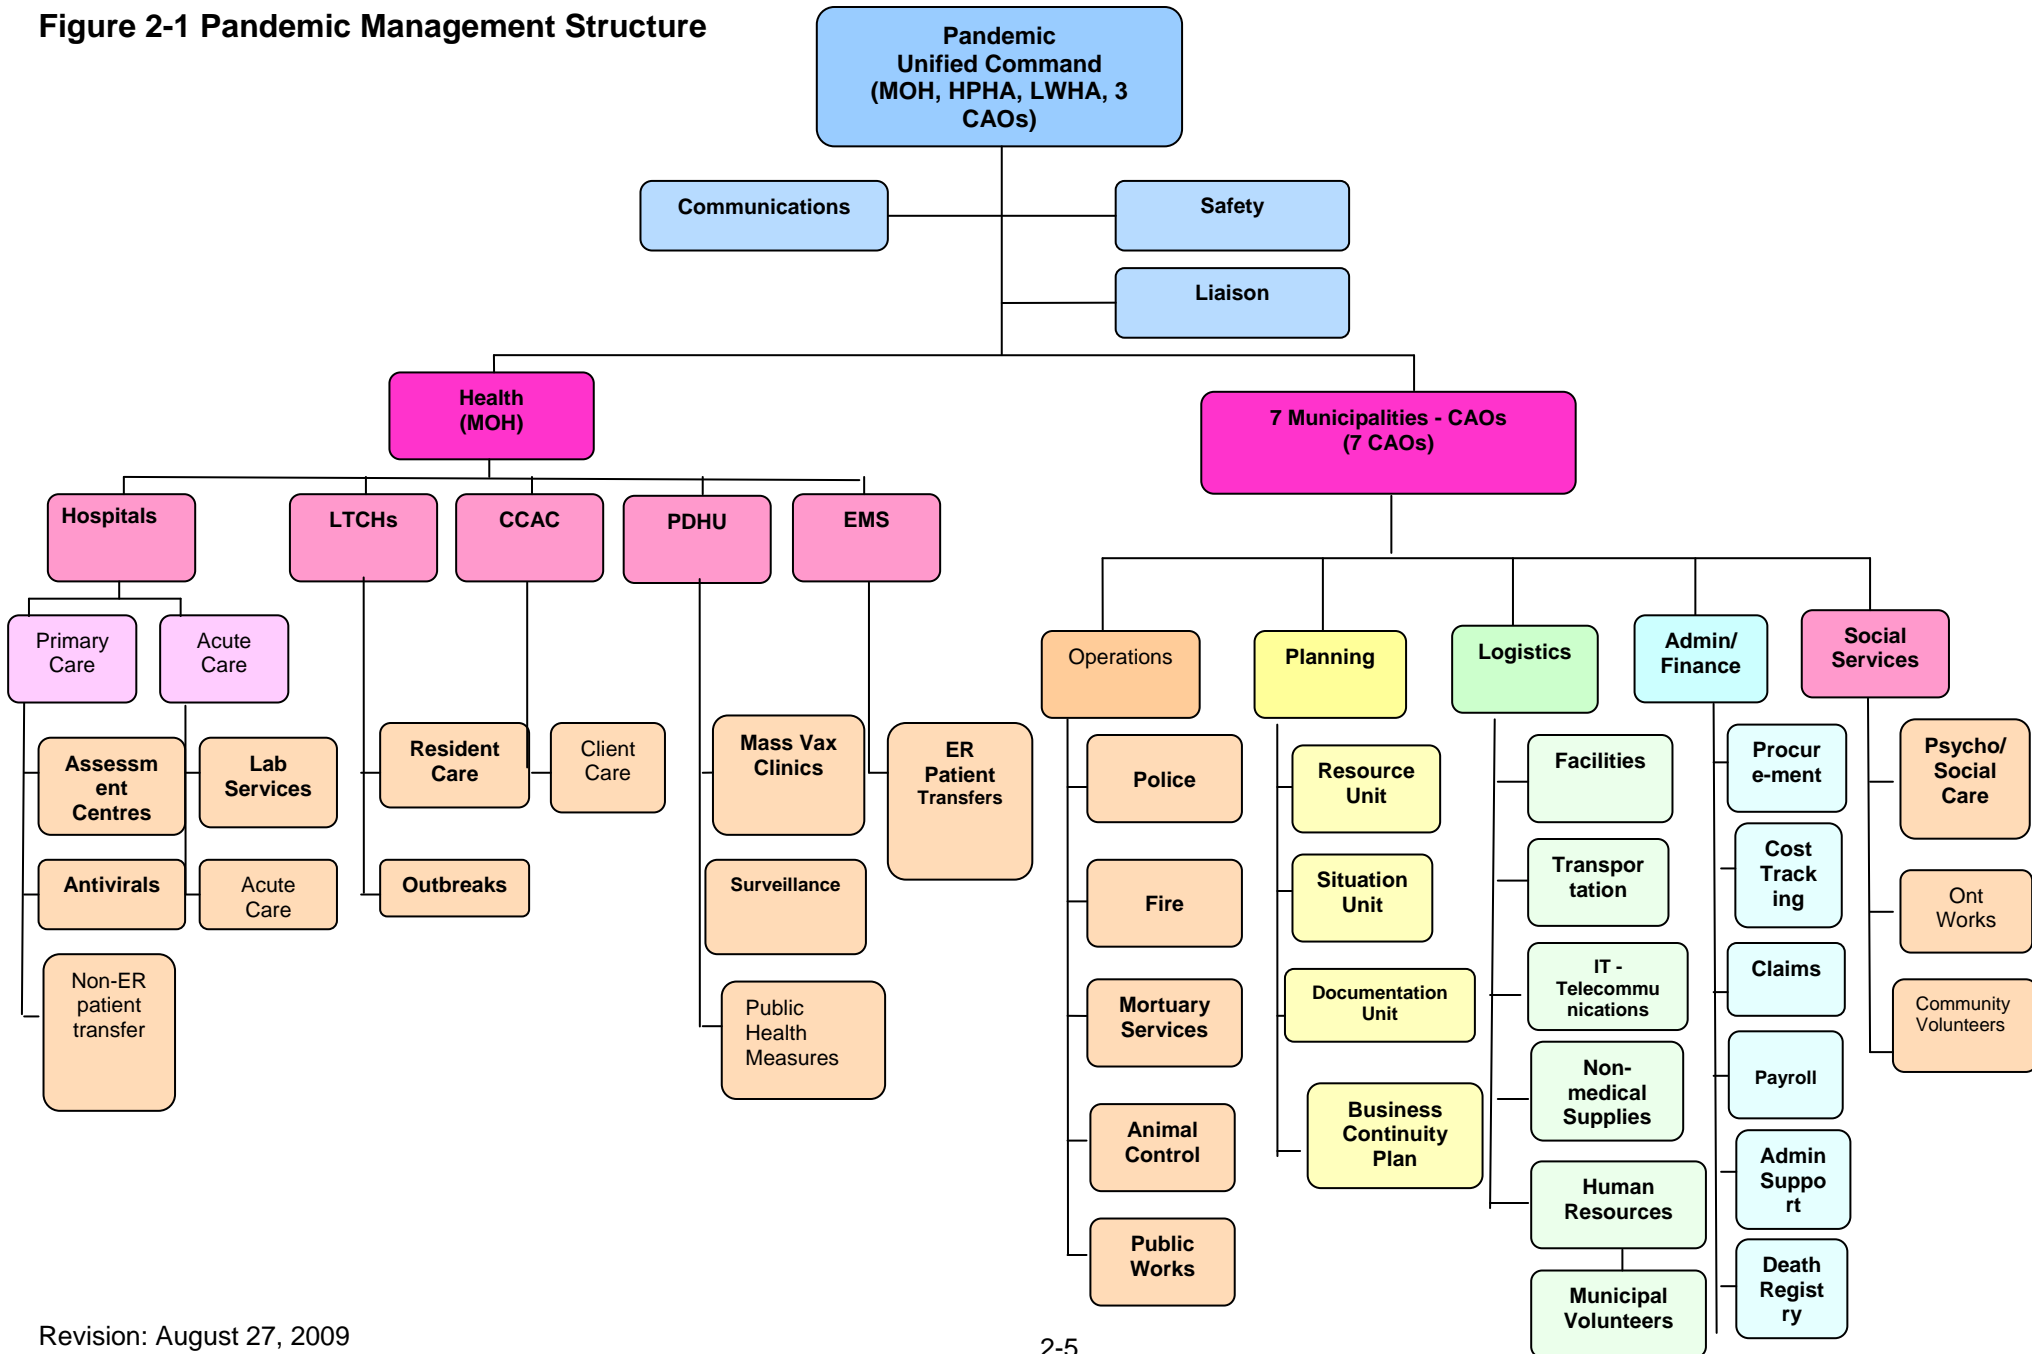 Figure 2-1 Pandemic Management Structure
Pandemic
Unified Command
(MOH, HPHA, LWHA, 3
CAOs)
Communications
Safety
Liaison
Health
(MOH)
7 Municipalities - CAOs
(7 CAOs)
Hospitals
LTCHs
CCAC
PDHU
EMS
Primary
Care
Acute
Care
Operations
Planning
Logistics
Admin/
Finance
Social
Services
Assessm
ent
Centres
Lab
Services
Resident
Care
Client
Care
Mass Vax
Clinics
ER
Patient
Transfers
Antivirals
Acute
Care
Outbreaks
Surveillance
Non-ER
patient
transfer
Public
Health
Measures
Police
Fire
Mortuary
Services
Animal
Control
Public
Works
Resource
Unit
Situation
Unit
Documentation
Unit
Business
Continuity
Plan
Facilities
Transpor
tation
IT -
Telecommu
nications
Non-
medical
Supplies
Human
Resources
Municipal
Volunteers
Procur
e-ment
Cost
Track
ing
Claims
Payroll
Admin
Suppo
rt
Death
Regist
ry
Psycho/
Social
Care
Ont
Works
Community
Volunteers
Revision: August 27, 2009
2-5